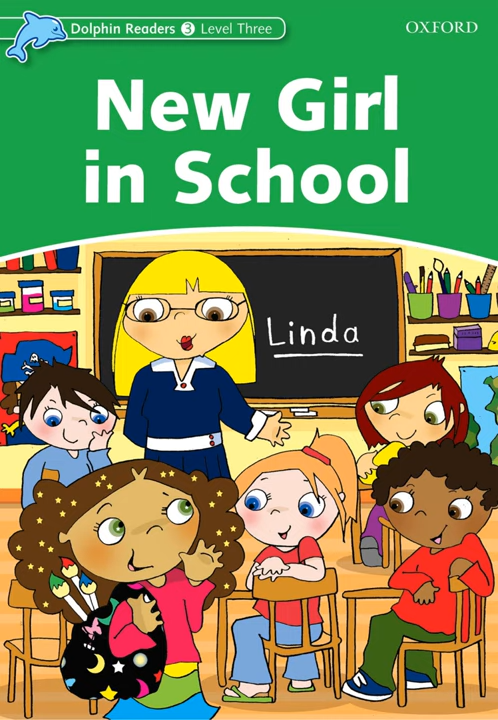 Dolphin Readers 3 Level Three
OXFORD
New Girl
in School
Linda